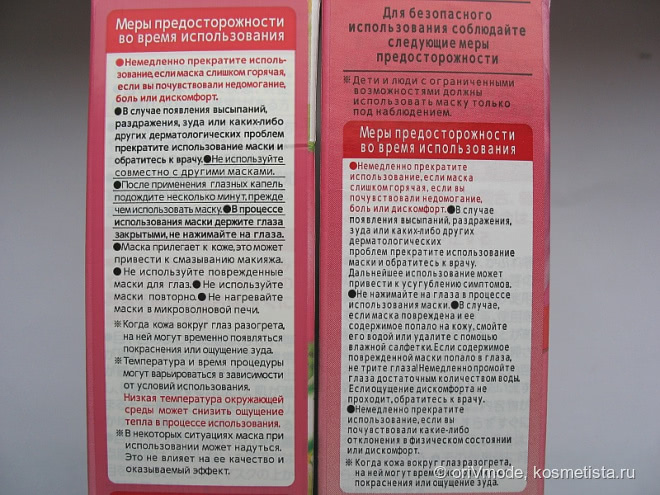 Меры предосторожности
во время использования
●Немедленно прекратите исполь-
зование,если маска слишком горячая,
если вы почувствовали недомогание,
боль или дискомфорт.
●В случае появления высыпаний,
раздражения, зуда или каких-либо
других дерматологических проблем
прекратите использование маски и
обратитесь к врачу.●Не используйте
совместно с другими масками.
●После применения глазных капель
подождите несколько минут,прежде
чем использовать маску.●В процессе
использования маски держите глаза
закрытыми,не нажимайте на глаза.
●Маска прилегает к коже,это может
привести к смазыванию макияжа.
● Не используйте поврежденные
маски для глаз.● Не используйте
маски повторно.● Не нагревайте
маски в микроволновой печи.
※Когда кожа вокруг глаз разогрета,
на ней могут временно появляться
покраснения или ощущение зуда.
※Температура и время процедуры
могут варьироваться в зависимости
от условий использования.
Низкая температура окружающей
среды может снизить ощущение
тепла в процессе использования.
※В некоторых ситуациях маска при
использовании может надуться.
Это не влияет на ее качество и
оказываемый эффект.
Для безопасного
использования соблюдайте
следующие меры
предосторожности
※Дети и люди с ограниченными
возможностями должны
использовать маску только
под наблюдением.
Меры предосторожности
во время использования
●Немедленно прекратите
использование,если маска
слишком горячая, если вы
почувствовали недомогание,
боль или дискомфорт.●В случае
появления высыпаний,раздражения,
зуда или каких-либо других
дерматологических
проблем прекратите использование
маски и обратитесь к врачу.
Дальнейшее использование может
привести к усугублению симптомов.
●Не нажимайте на глаза в процессе
использования маски.●В случае,
если маска повреждена и ее
содержимое попало на кожу,смойте
его водой или удалите с помощью
влажной салфетки.Если содержимое
поврежденной маски попало в глаза,
не трите глаза!Немедленно промойте
глаза достаточным количеством воды.
Если ощущение дискомфорта не
проходит,обратитесь к врачу.
●Немедленно прекратите
использование, если вы
почувствовали какие-либо
отклонения в физическом состоянии
или дискомфорт.
※ Когда кожа вокруг глаз разогрета,
на ней могут временно появляться
покраснения или ощущение зуда.
© onlymode, kosmetista.ru